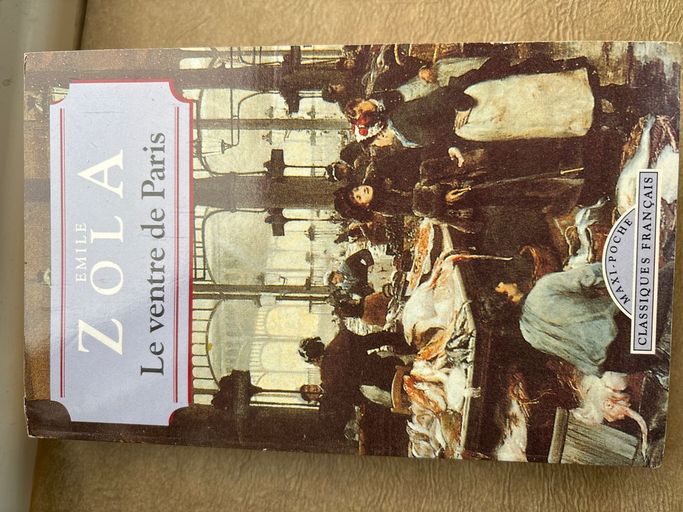 EMILE
ZOLA
Le ventre de Paris
MAXI-POCHE
CLASSIQUES FRANÇAIS